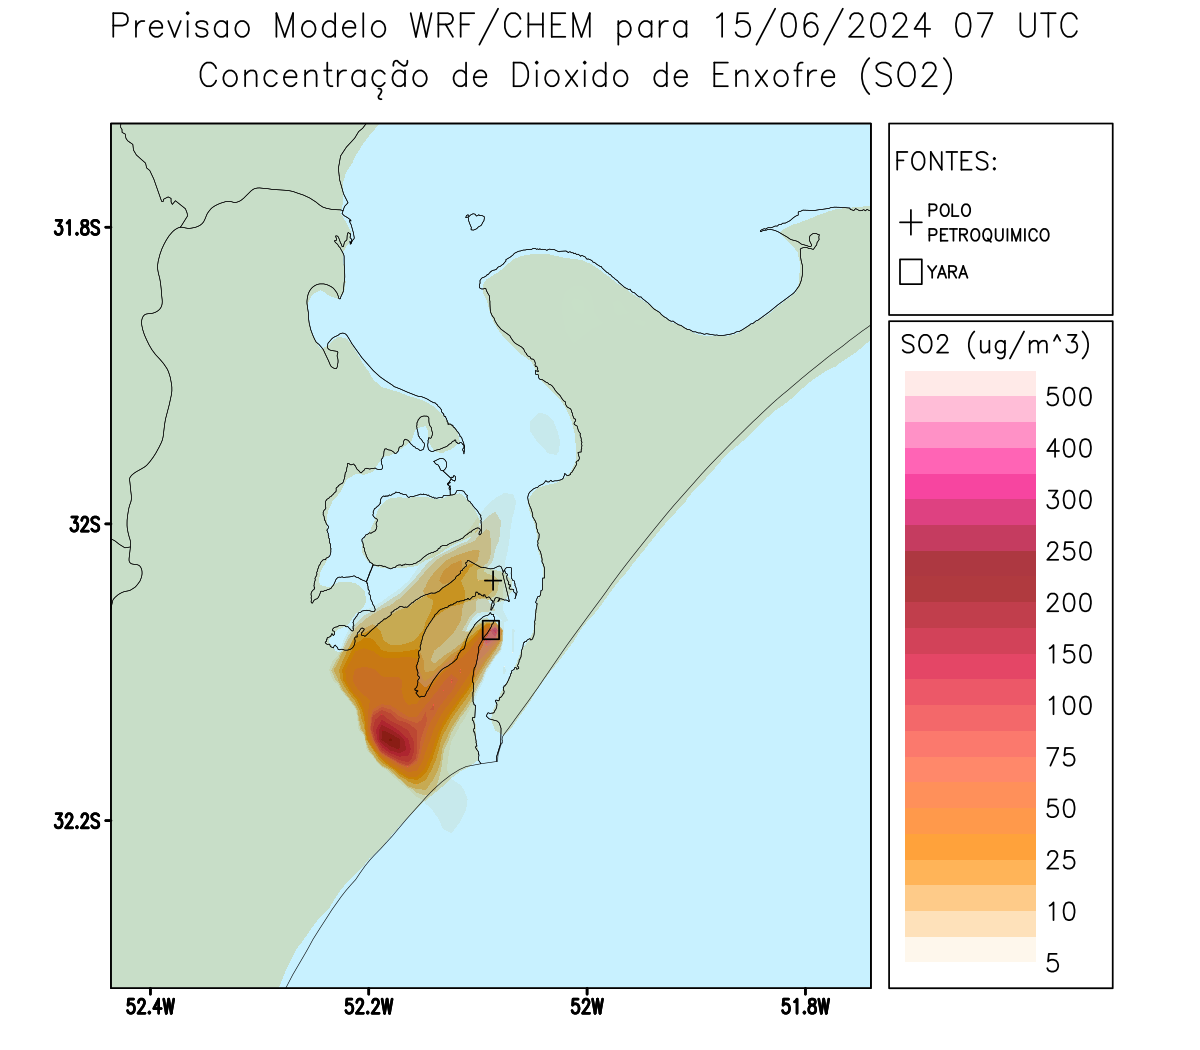 Previsao Modelo WRF/CHEM para 15/06/2024 07 UTC
Concentração de Dioxido de Enxofre (SO2)
FONTES:
POLO
PETROQUIMICO
YARA
SO2 (ug/m^3)
500
400
300
250
200
150
100
75
50
25
10
5
31.8S
32S
32.2S
52.4W
52.2W
52W
51.8W